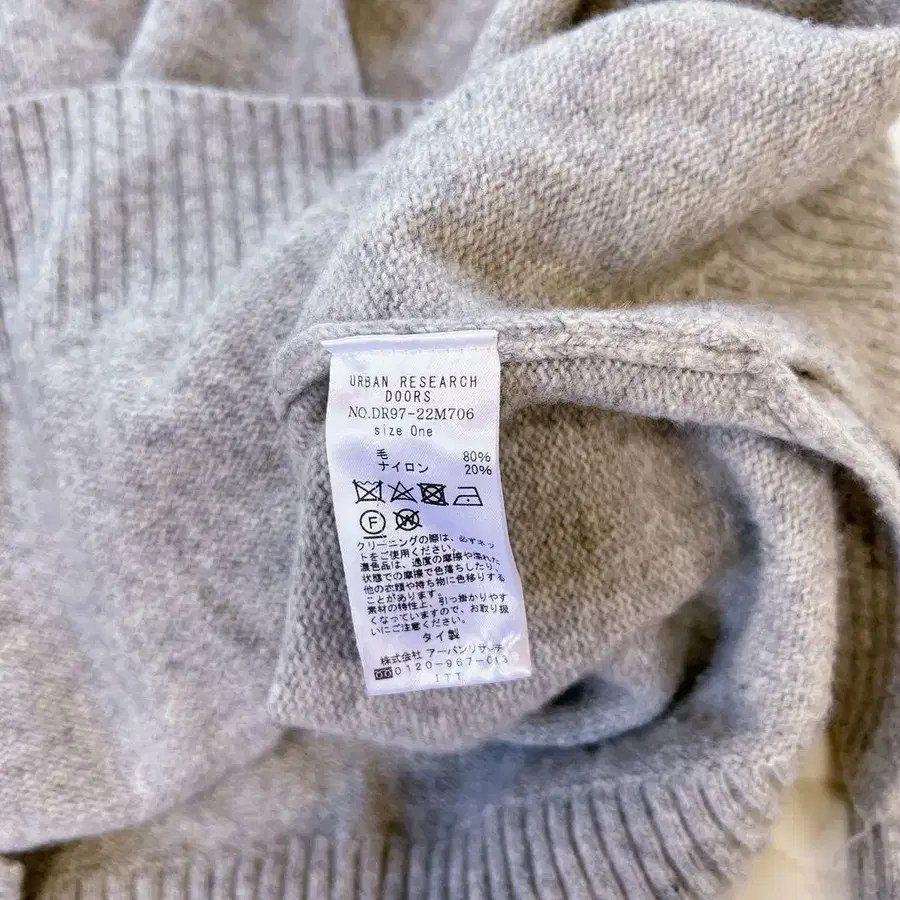 URBAN RESEARCH
DOORS
NO.DR97-22M706
size One
毛 80%
ナイロン 20%
F W
クリーニングの際は、必ずネッ
トをご使用ください。
濃色品は、過度の摩擦や濡れた
状態での摩擦で色落ちしたり、
他の衣類や持ち物に色移りする
ことがあります。
素材の特性上、引っ掛かりやす
くなっていますので、お取り扱
いにご注意ください。
タイ製
株式会社 アーバンリサーチ
0120-967-013
ITT